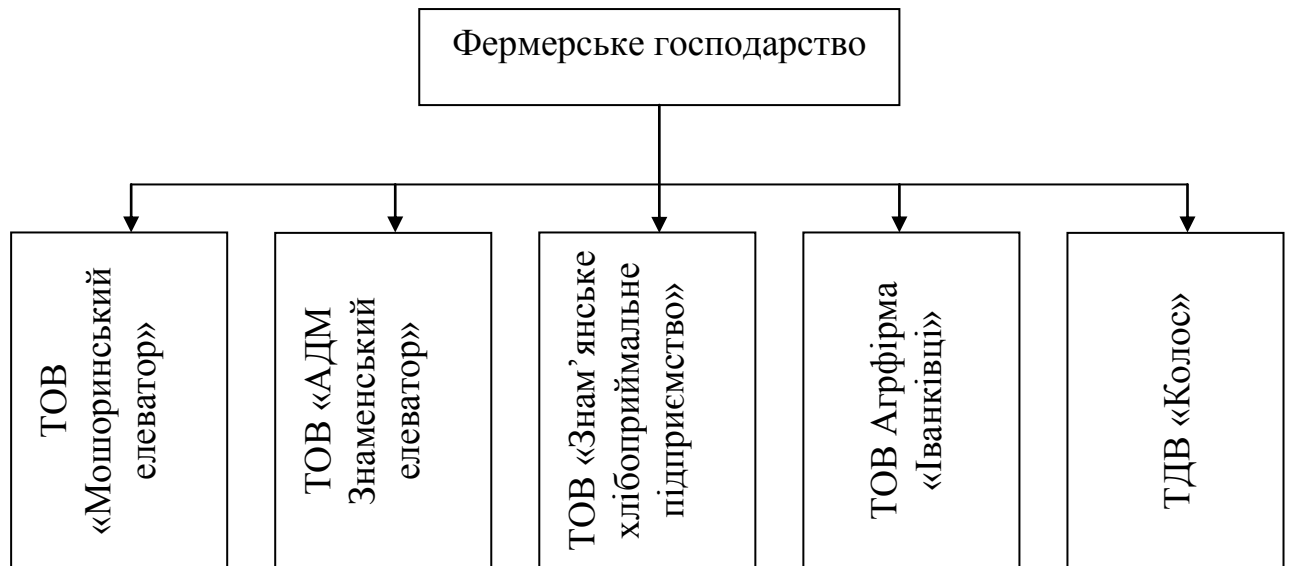 Фермерське господарство
ТОВ
«Мошоринський
елеватор»
ТОВ «АДМ
Знаменський
елеватор»
ТОВ «Знам’янське
хлібоприймальне
підприємство»
ТОВ Агрфірма
«Іванківці»
ТДВ «Колос»